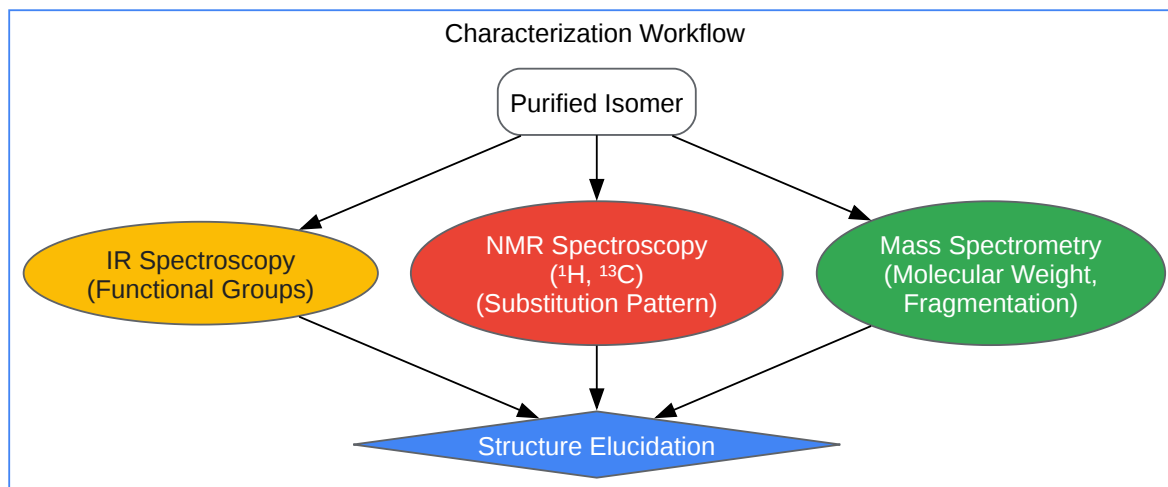 Characterization Workflow
Purified Isomer
IR Spectroscopy
(Functional Groups)
NMR Spectroscopy
(¹H, ¹³C)
(Substitution Pattern)
Mass Spectrometry
(Molecular Weight,
Fragmentation)
Structure Elucidation